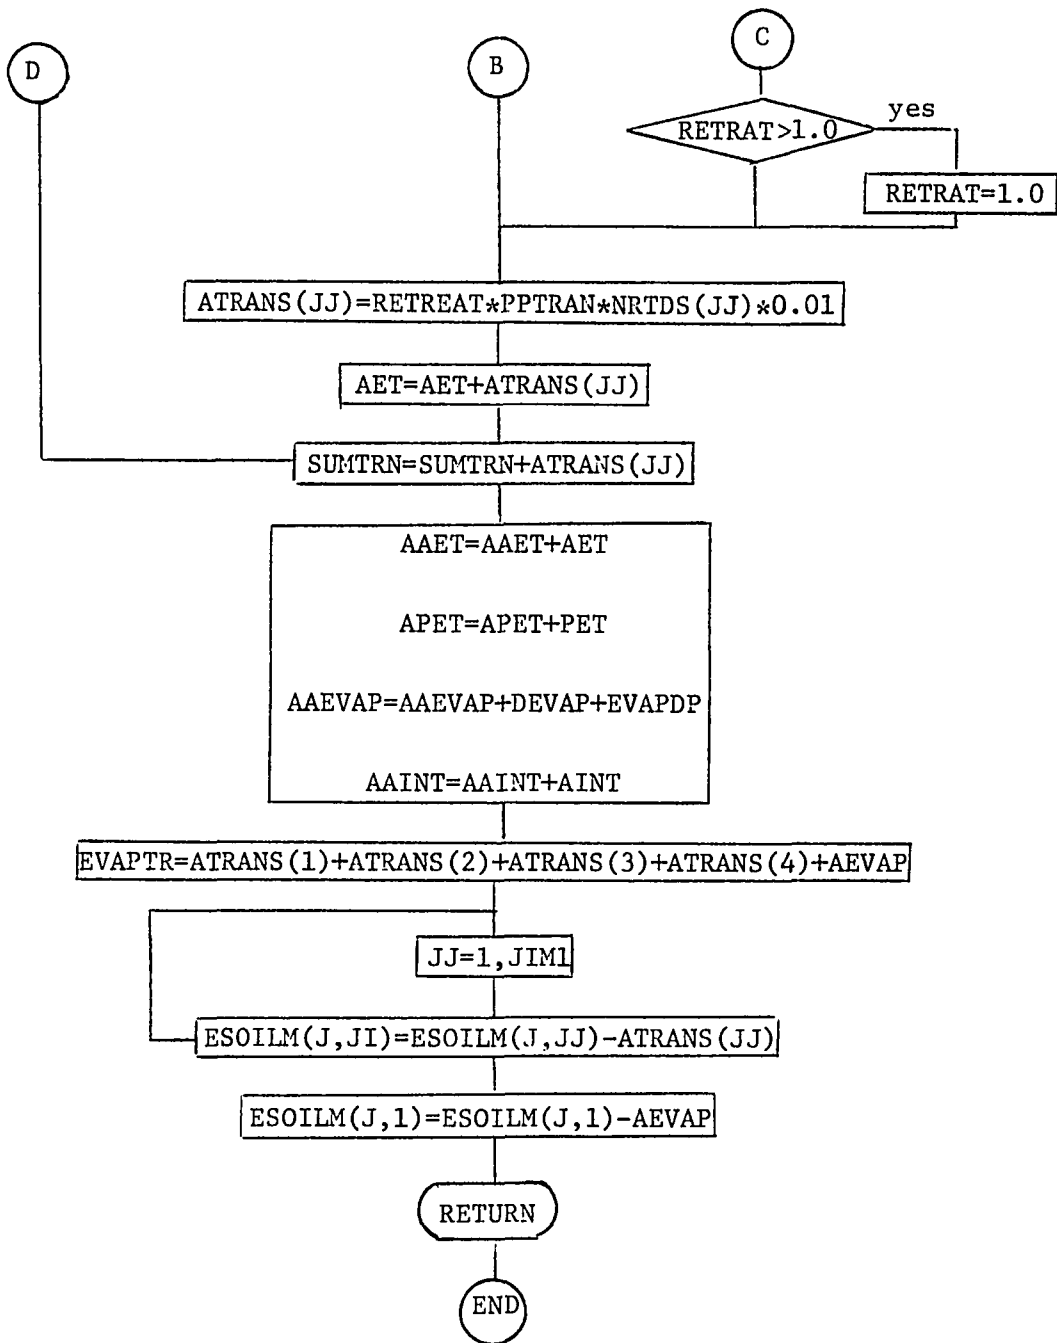 D
B
C
RETRAT>1.0
yes
RETRAT=1.0
ATRANS(JJ)=RETREAT*PPTRAN*NRTDS(JJ)*0.01
AET=AET+ATRANS(JJ)
SUMTRN=SUMTRN+ATRANS(JJ)
AAET=AAET+AET
APET=APET+PET
AAEVAP=AAEVAP+DEVAP+EVAPDP
AAINT=AAINT+AINT
EVAPTR=ATRANS(1)+ATRANS(2)+ATRANS(3)+ATRANS(4)+AEVAP
JJ=1,JIM1
ESOILM(J,JI)=ESOILM(J,JJ)-ATRANS(JJ)
ESOILM(J,1)=ESOILM(J,1)-AEVAP
RETURN
END